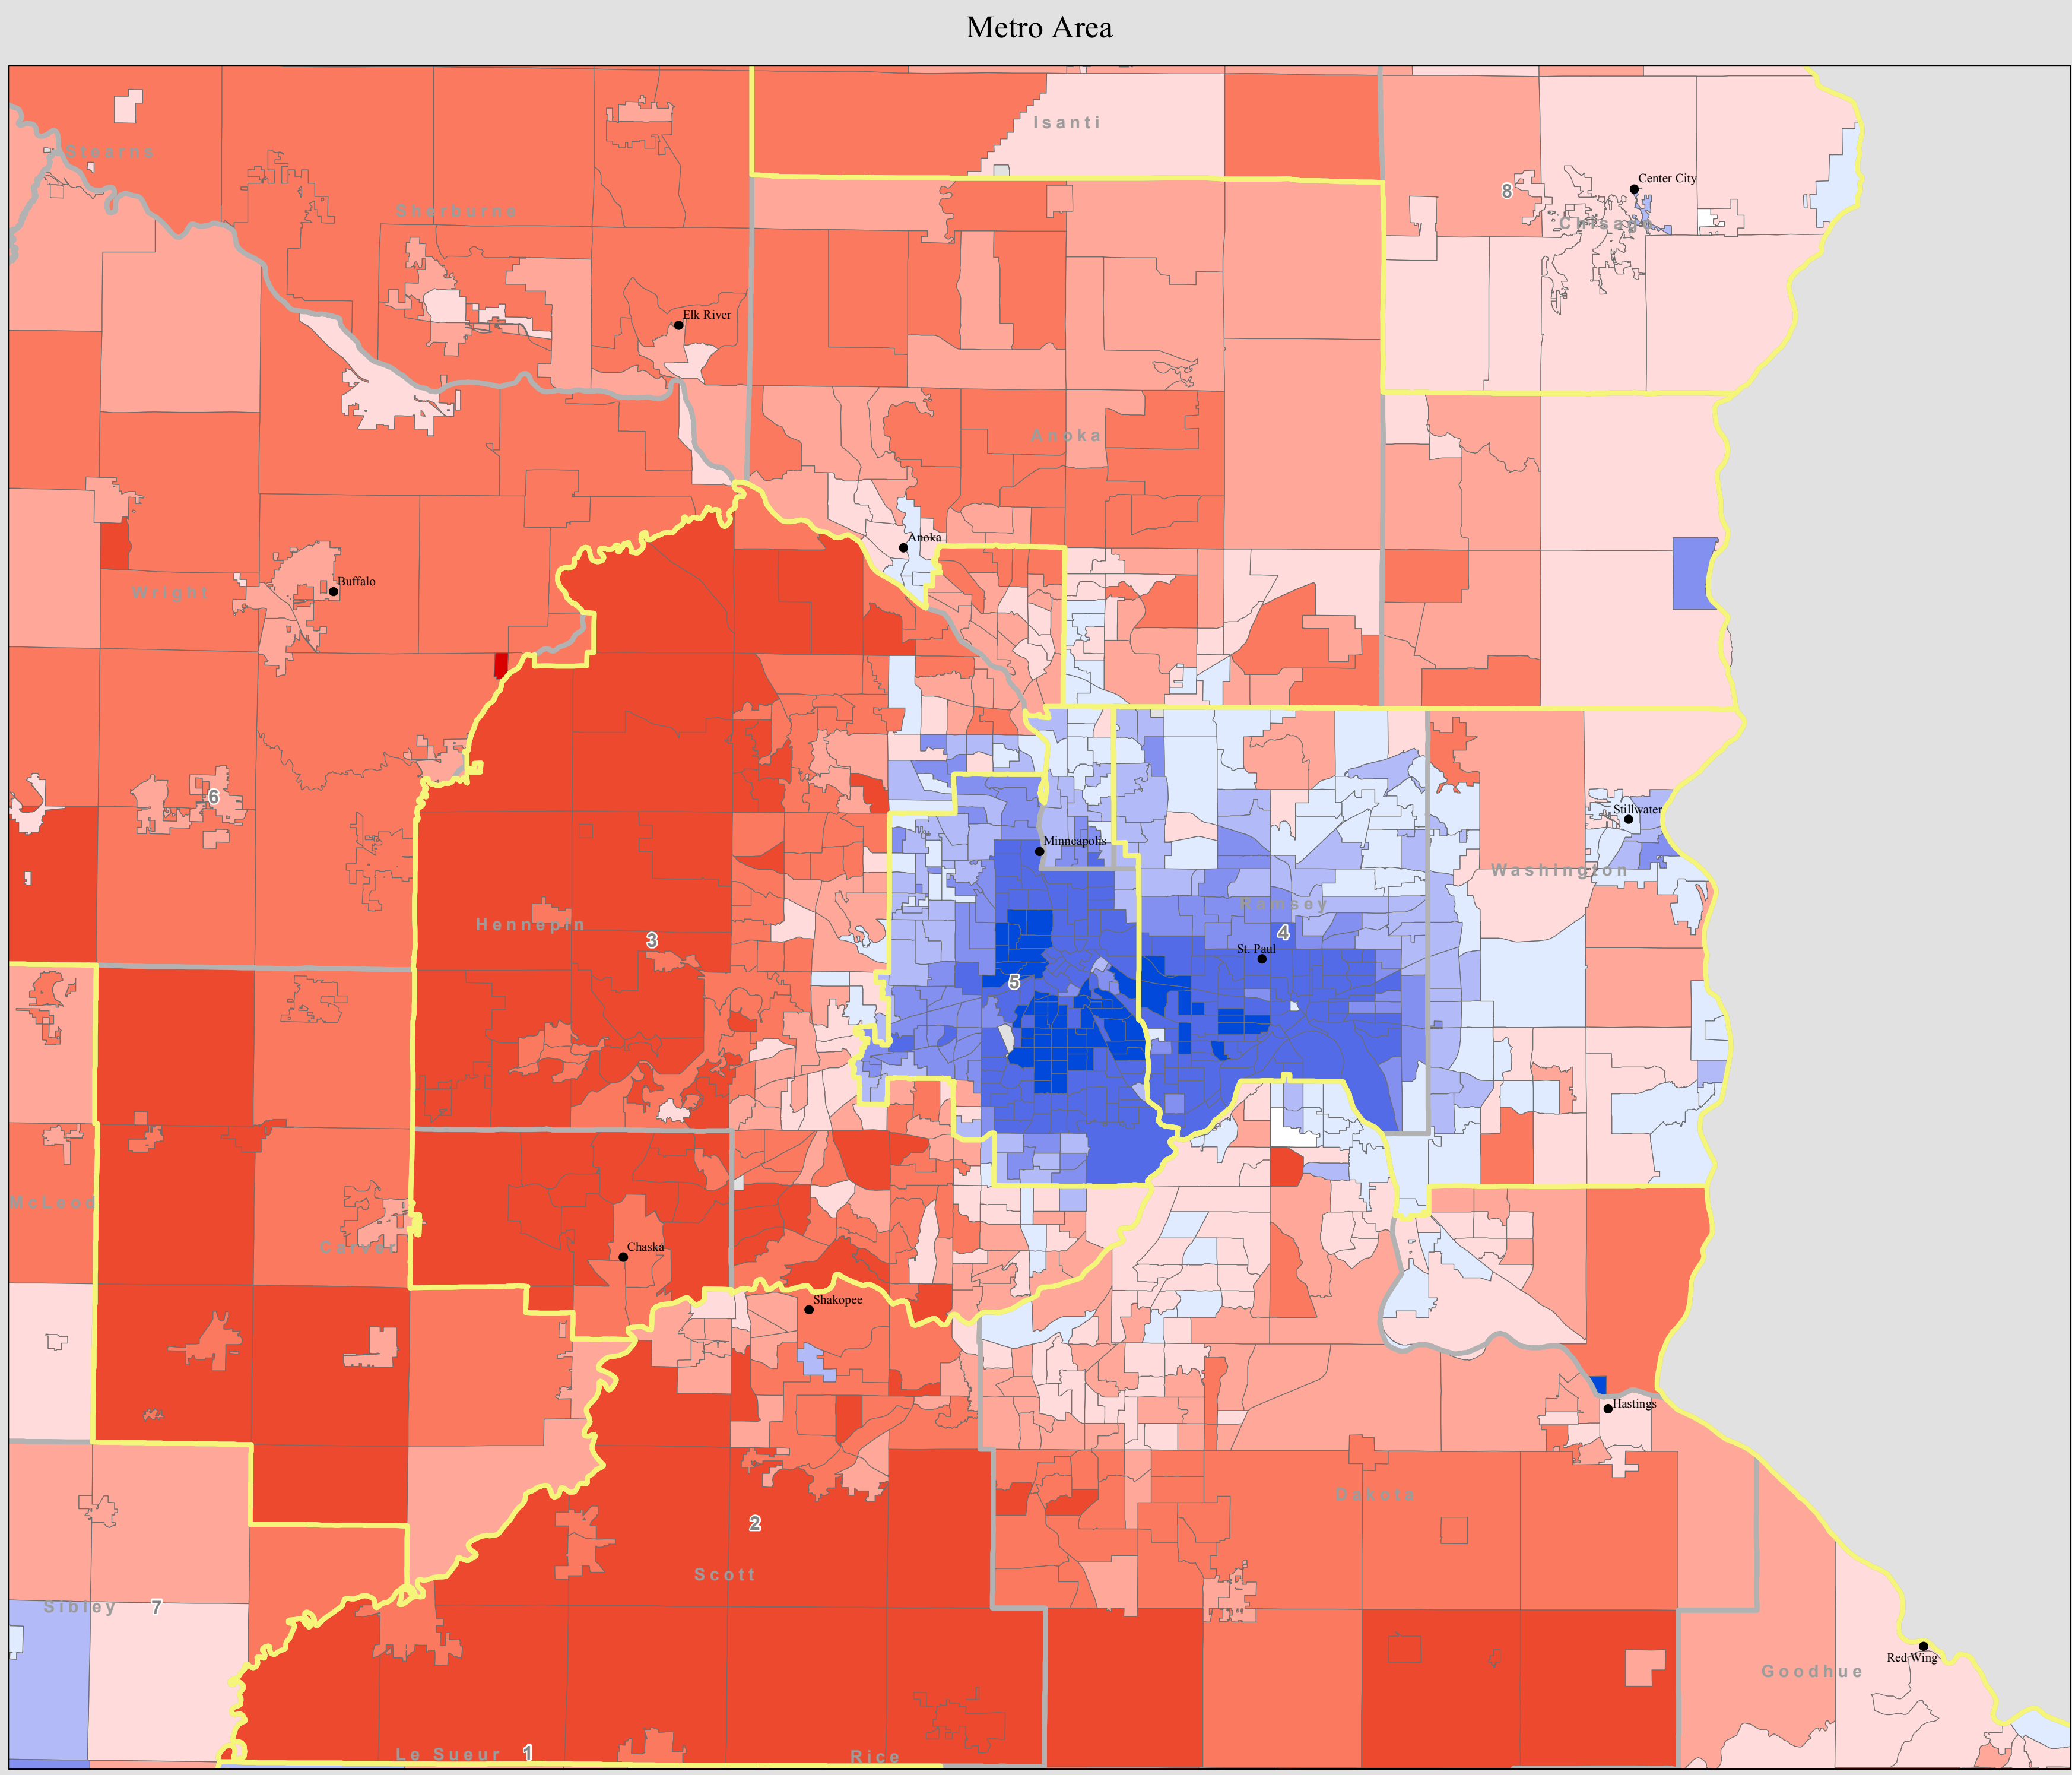 Metro Area
Isanti
Stearns
Center City
8
Sherburne
Chisago
Elk River
Anoka
Anoka
Buffalo
Wright
6
Stillwater
Minneapolis
Washington
Ramsey
Hennepin
3
4
St. Paul
5
McLeod
Carver
Chaska
Shakopee
Hastings
Dakota
2
Scott
Sibley
7
Red Wing
Goodhue
Le Sueur
1
Rice